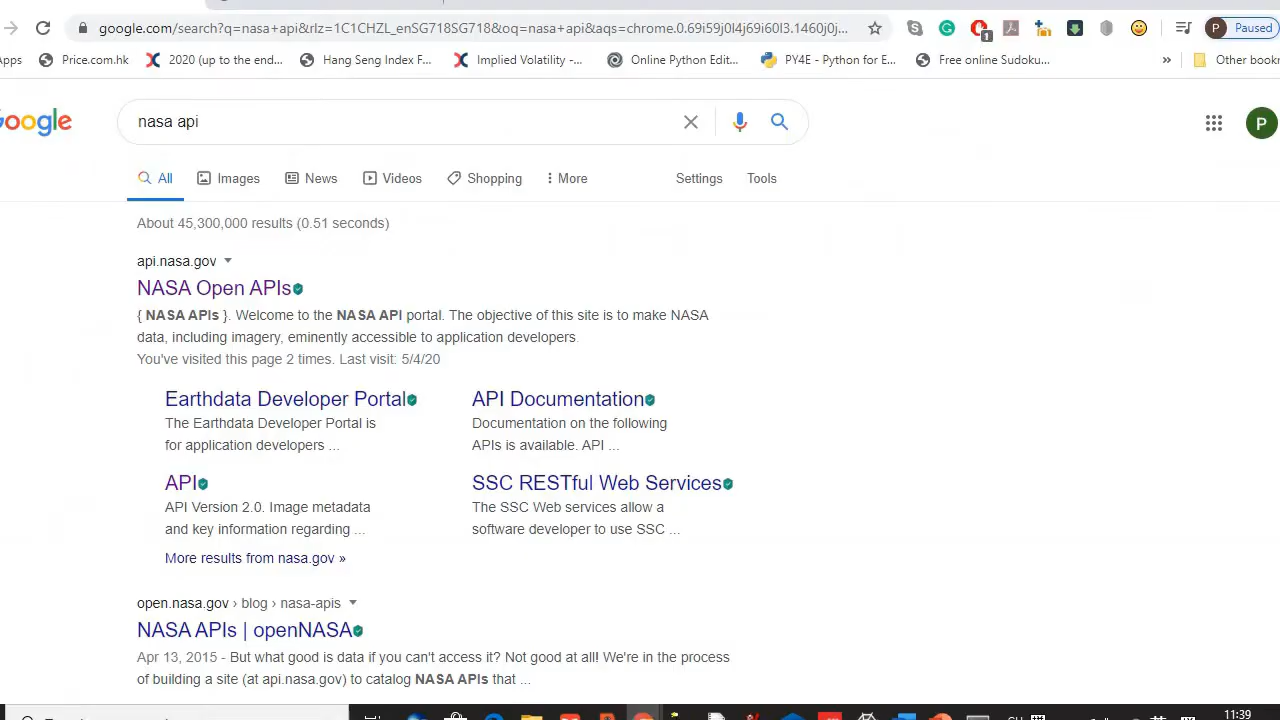 google.com/search?q=nasa+api&rlz=1C1CHZL_enSG718SG718&oq=nasa+api&aqs=chrome.0.69i59j0l4j69i60l3.1460j0j...
1
P Paused
Price.com.hk
2020 (up to the end...
Hang Seng Index F...
Implied Volatility -...
Online Python Edit...
PY4E - Python for E...
Free online Sudoku...
»
nasa api
P
All
Images
News
Videos
Shopping
More
Settings
Tools
About 45,300,000 results (0.51 seconds)
api.nasa.gov
NASA Open APIs
{ NASA APIs }. Welcome to the NASA API portal. The objective of this site is to make NASA
data, including imagery, eminently accessible to application developers.
You've visited this page 2 times. Last visit: 5/4/20
Earthdata Developer Portal
The Earthdata Developer Portal is
for application developers ...
API Documentation
Documentation on the following
APIs is available. API ...
API
API Version 2.0. Image metadata
and key information regarding ...
SSC RESTful Web Services
The SSC Web services allow a
software developer to use SSC ...
More results from nasa.gov »
open.nasa.gov › blog › nasa-apis
NASA APIs | openNASA
Apr 13, 2015 - But what good is data if you can't access it? Not good at all! We're in the process
of building a site (at api.nasa.gov) to catalog NASA APIs that ...
11:39